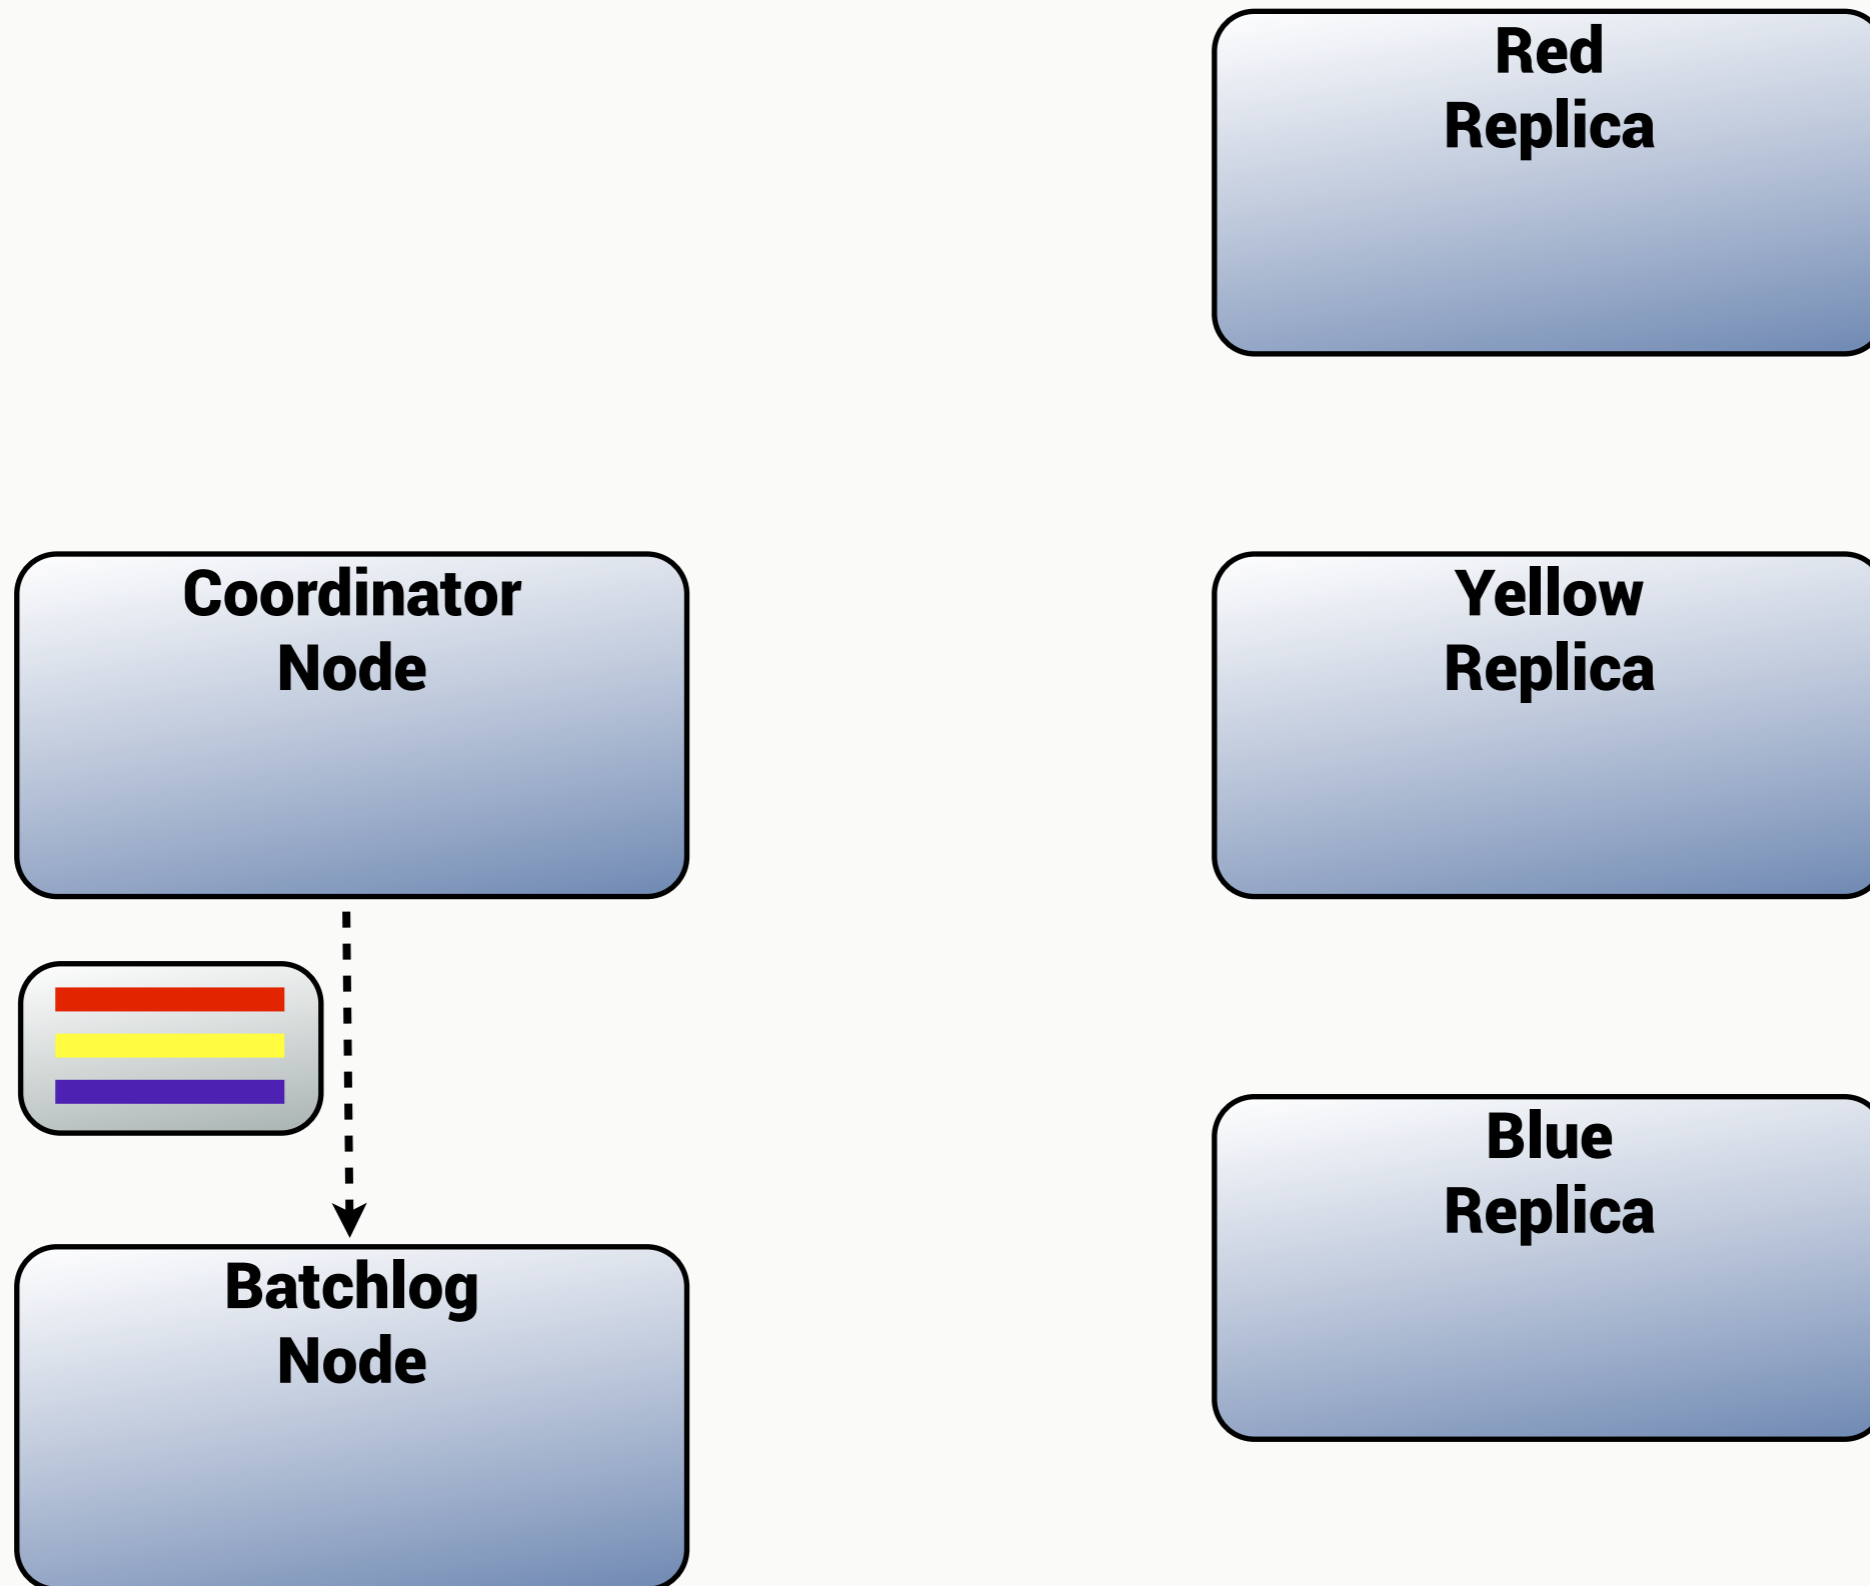 Red
Replica
Coordinator
Node
Yellow
Replica
Blue
Replica
Batchlog
Node